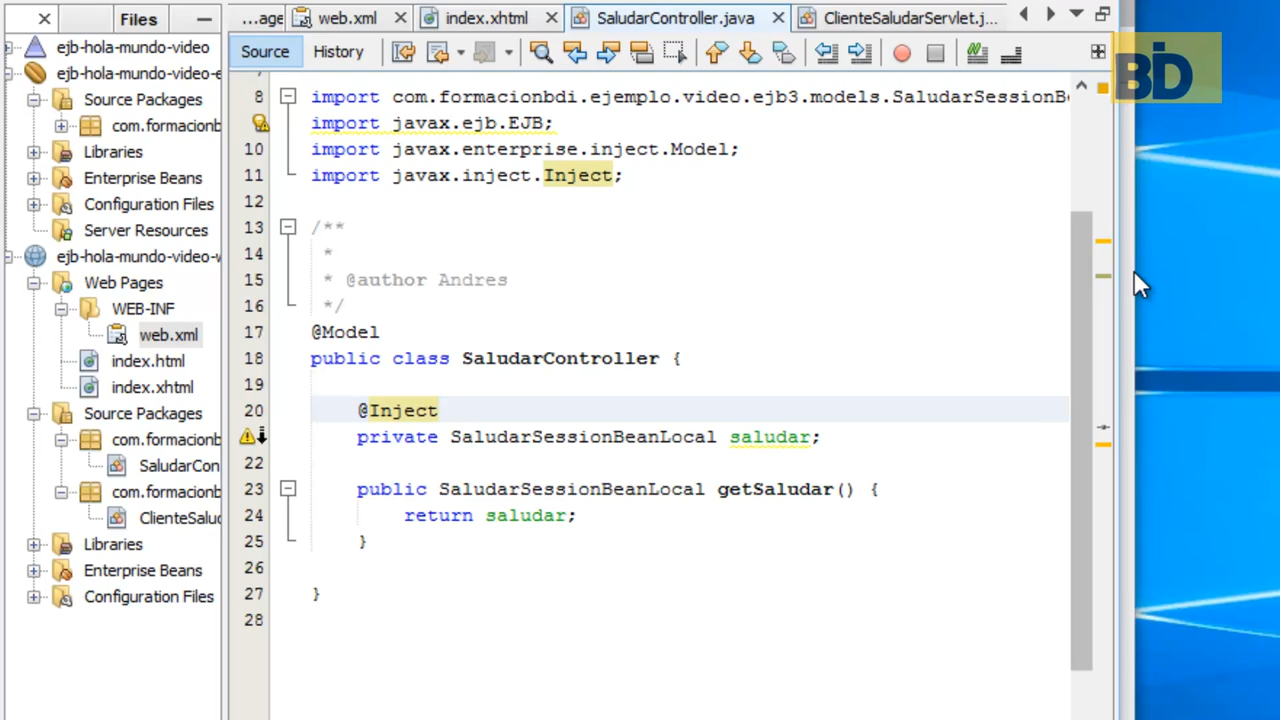 Files
...age
web.xml
index.xhtml
SaludarController.java
ClienteSaludarServlet.j...
Source
History
BDI
ejb-hola-mundo-video
ejb-hola-mundo-video-e
Source Packages
com.formacionb
Libraries
Enterprise Beans
Configuration Files
Server Resources
ejb-hola-mundo-video-w
Web Pages
WEB-INF
web.xml
index.html
index.xhtml
Source Packages
com.formacionb
SaludarCon
com.formacionb
ClienteSaluc
Libraries
Enterprise Beans
Configuration Files
8 import com.formacionbdi.ejemplo.video.ejb3.models.SaludarSessionBe
import javax.ejb.EJB;
10 import javax.enterprise.inject.Model;
11 import javax.inject.Inject;
12
13 /**
14 *
15 * @author Andres
16 */
17 @Model
18 public class SaludarController {
19
20 @Inject
private SaludarSessionBeanLocal saludar;
22
23 public SaludarSessionBeanLocal getSaludar() {
24 return saludar;
25 }
26
27 }
28